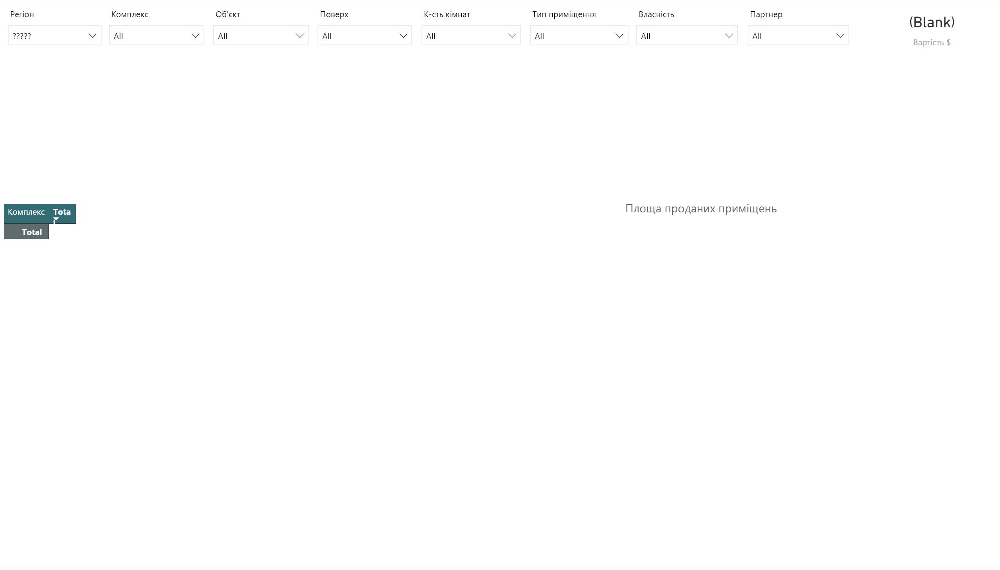 Регіон
Комплекс
Об'єкт
Поверх
К-сть кімнат
Тип приміщення
Власність
Партнер
?????
All
All
All
All
All
All
All
(Blank)
Вартість $
Площа проданих приміщень
Комплекс
Tota
l
Total